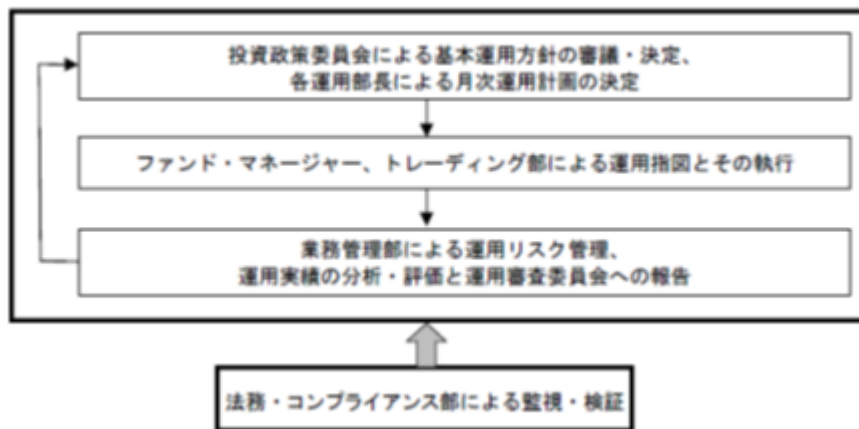 投資政策委員会による基本運用方針の審議・決定、
各運用部長による月次運用計画の決定
ファンド・マネージャー、トレーディング部による運用指図とその執行
業務管理部による運用リスク管理、
運用実績の分析・評価と運用審査委員会への報告
法務・コンプライアンス部による監視・検証